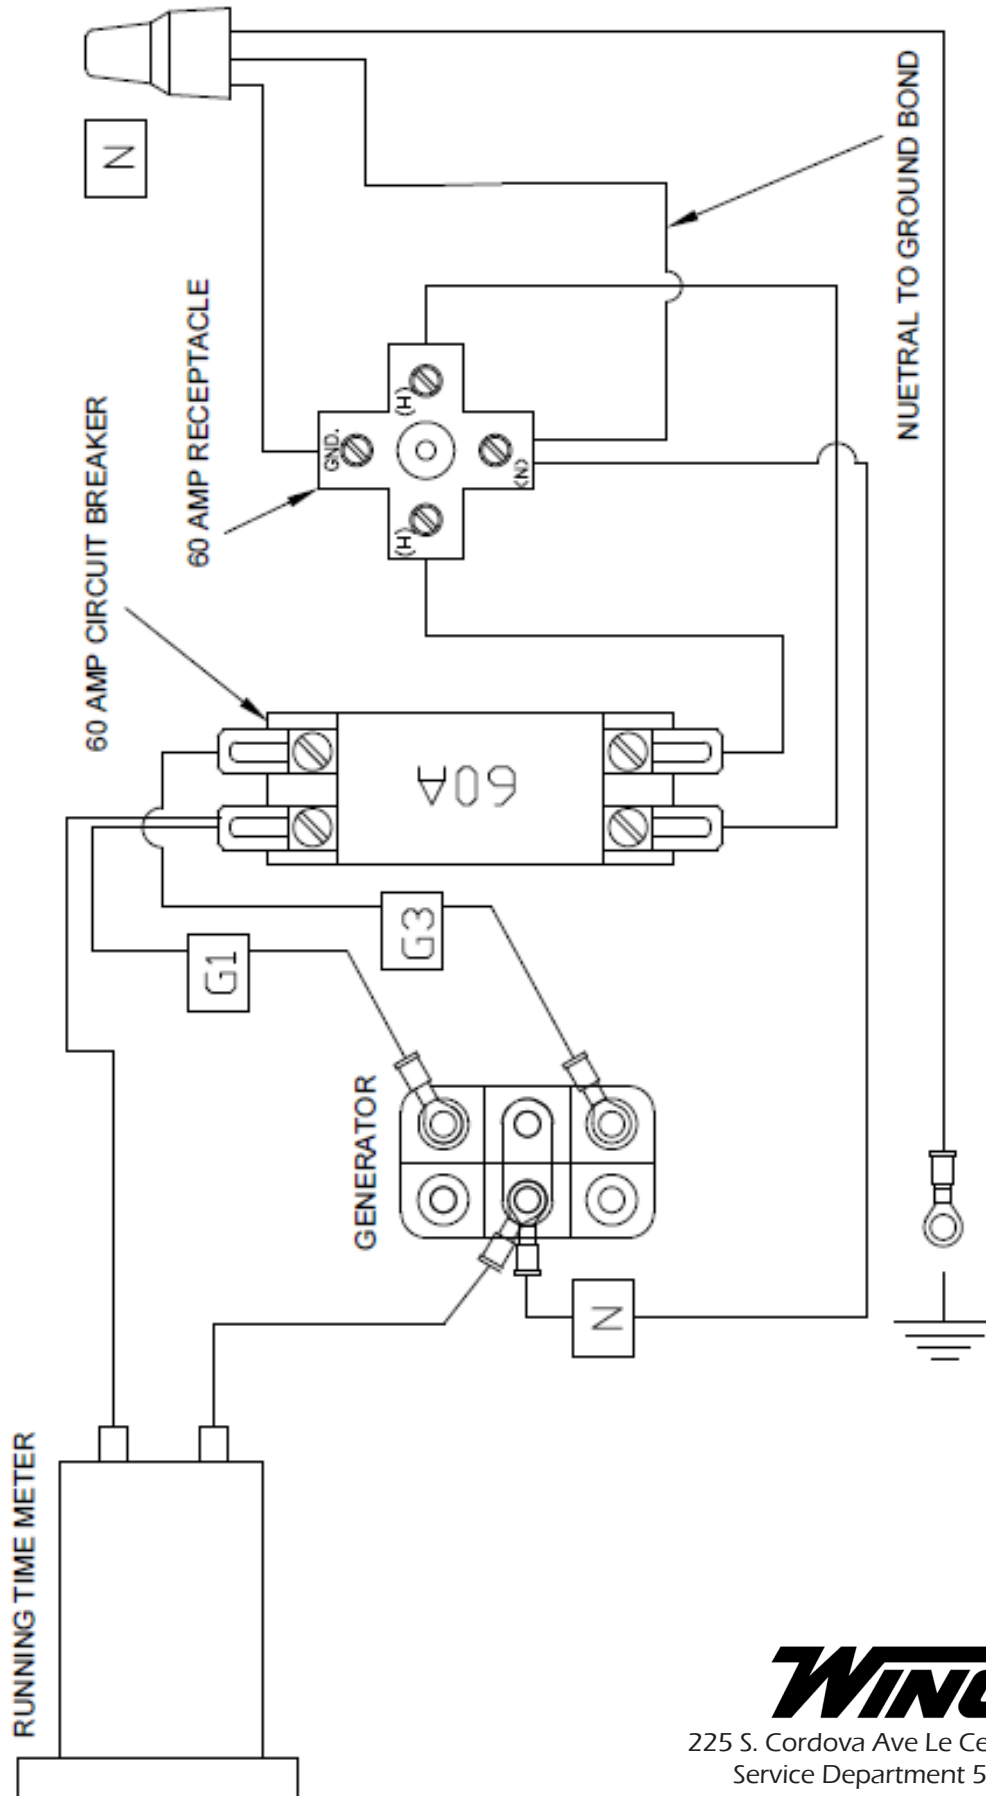 N
NUETRAL TO GROUND BOND
60 AMP RECEPTACLE
GND.
(H)
(H)
(N)
60 AMP CIRCUIT BREAKER
60A
G1
G3
GENERATOR
N
RUNNING TIME METER
225 S. Cordova Ave Le Ce
Service Department 5